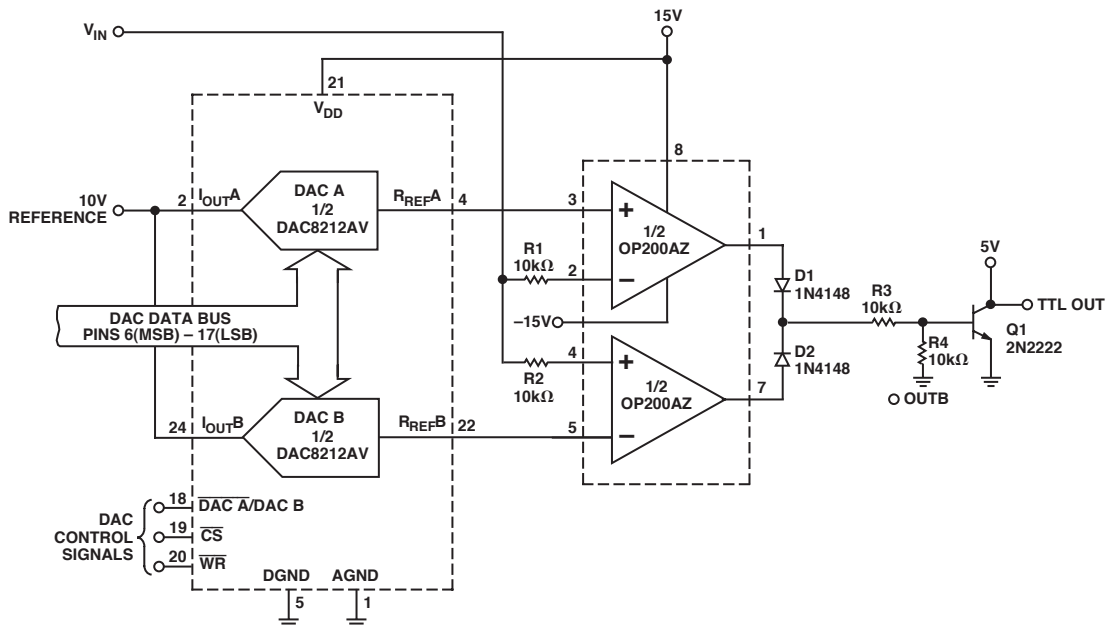 15V
VIN
21
VDD
8
DAC A
1/2
DAC8212AV
10V
REFERENCE
2
IOUTA
RREFA
4
3
+
1/2
OP200AZ
1
R1
10kΩ
2
–
D1
1N4148
5V
R3
10kΩ
TTL OUT
DAC DATA BUS
PINS 6(MSB) – 17(LSB)
–15V
Q1
2N2222
R4
10kΩ
R2
10kΩ
4
+
1/2
OP200AZ
D2
1N4148
7
OUTB
DAC B
1/2
DAC8212AV
24
IOUTB
RREFB
22
5
–
DAC
CONTROL
SIGNALS
18
DAC A/DAC B
19
CS
20
WR
DGND
AGND
5
1